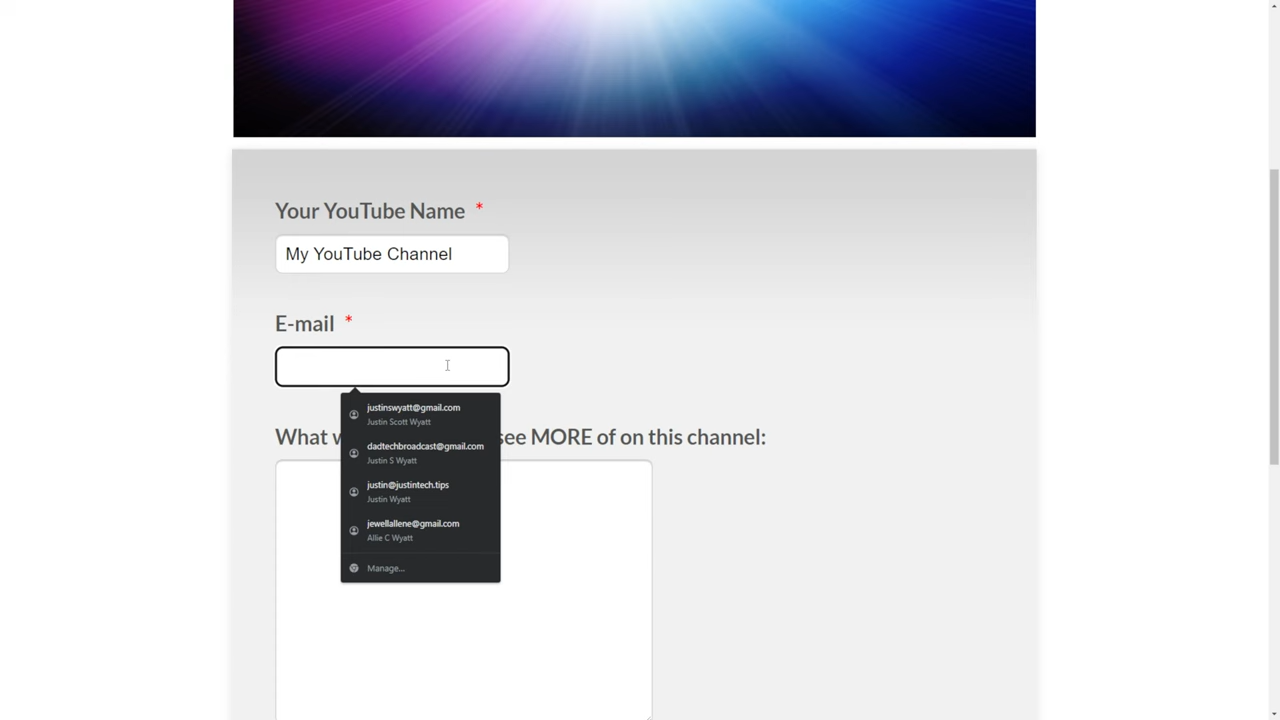 Your YouTube Name *
My YouTube Channel
E-mail *
justinswyatt@gmail.com
Justin Scott Wyatt
What w see MORE of on this channel:
dadtechbroadcast@gmail.com
Justin S Wyatt
justin@justintech.tips
Justin Wyatt
jewellallene@gmail.com
Allie C Wyatt
Manage...